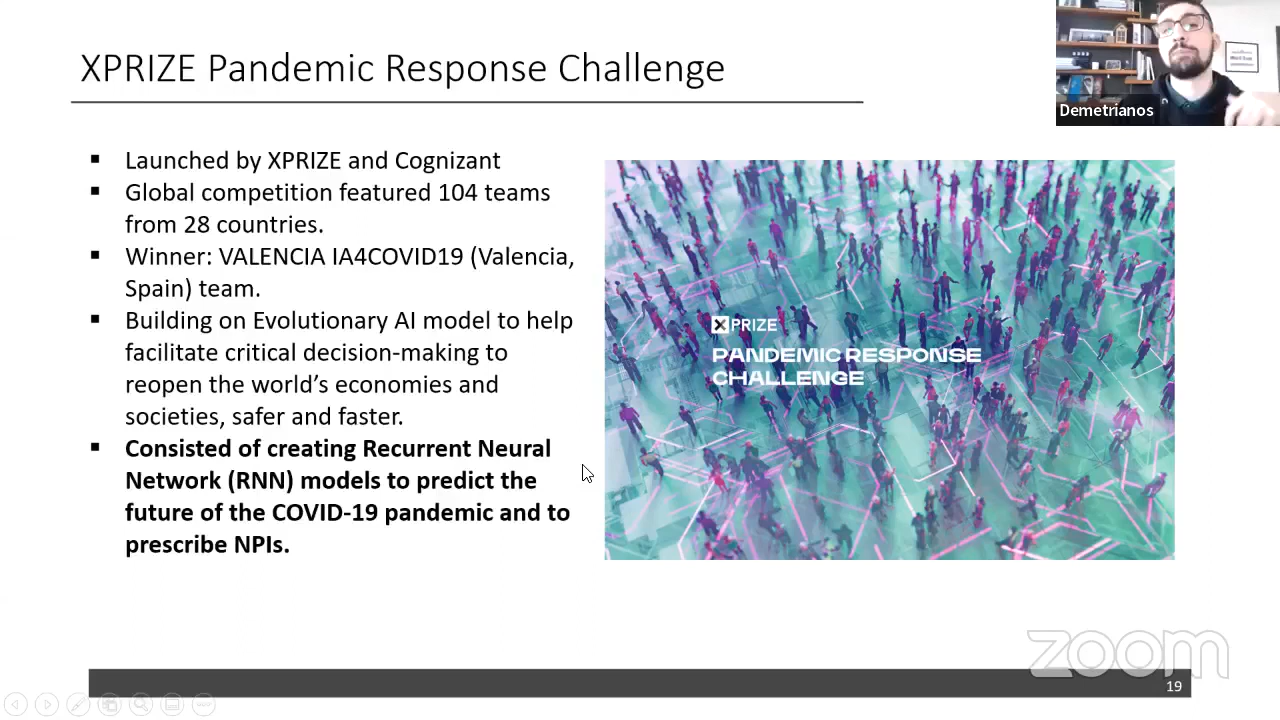 XPRIZE Pandemic Response Challenge
Demetrianos
▪ Launched by XPRIZE and Cognizant
▪ Global competition featured 104 teams
from 28 countries.
▪ Winner: VALENCIA IA4COVID19 (Valencia,
Spain) team.
▪ Building on Evolutionary AI model to help
facilitate critical decision-making to
reopen the world’s economies and
societies, safer and faster.
▪ Consisted of creating Recurrent Neural
Network (RNN) models to predict the
future of the COVID-19 pandemic and to
prescribe NPIs.
XPRIZE
PANDEMIC RESPONSE
CHALLENGE
zoom
19